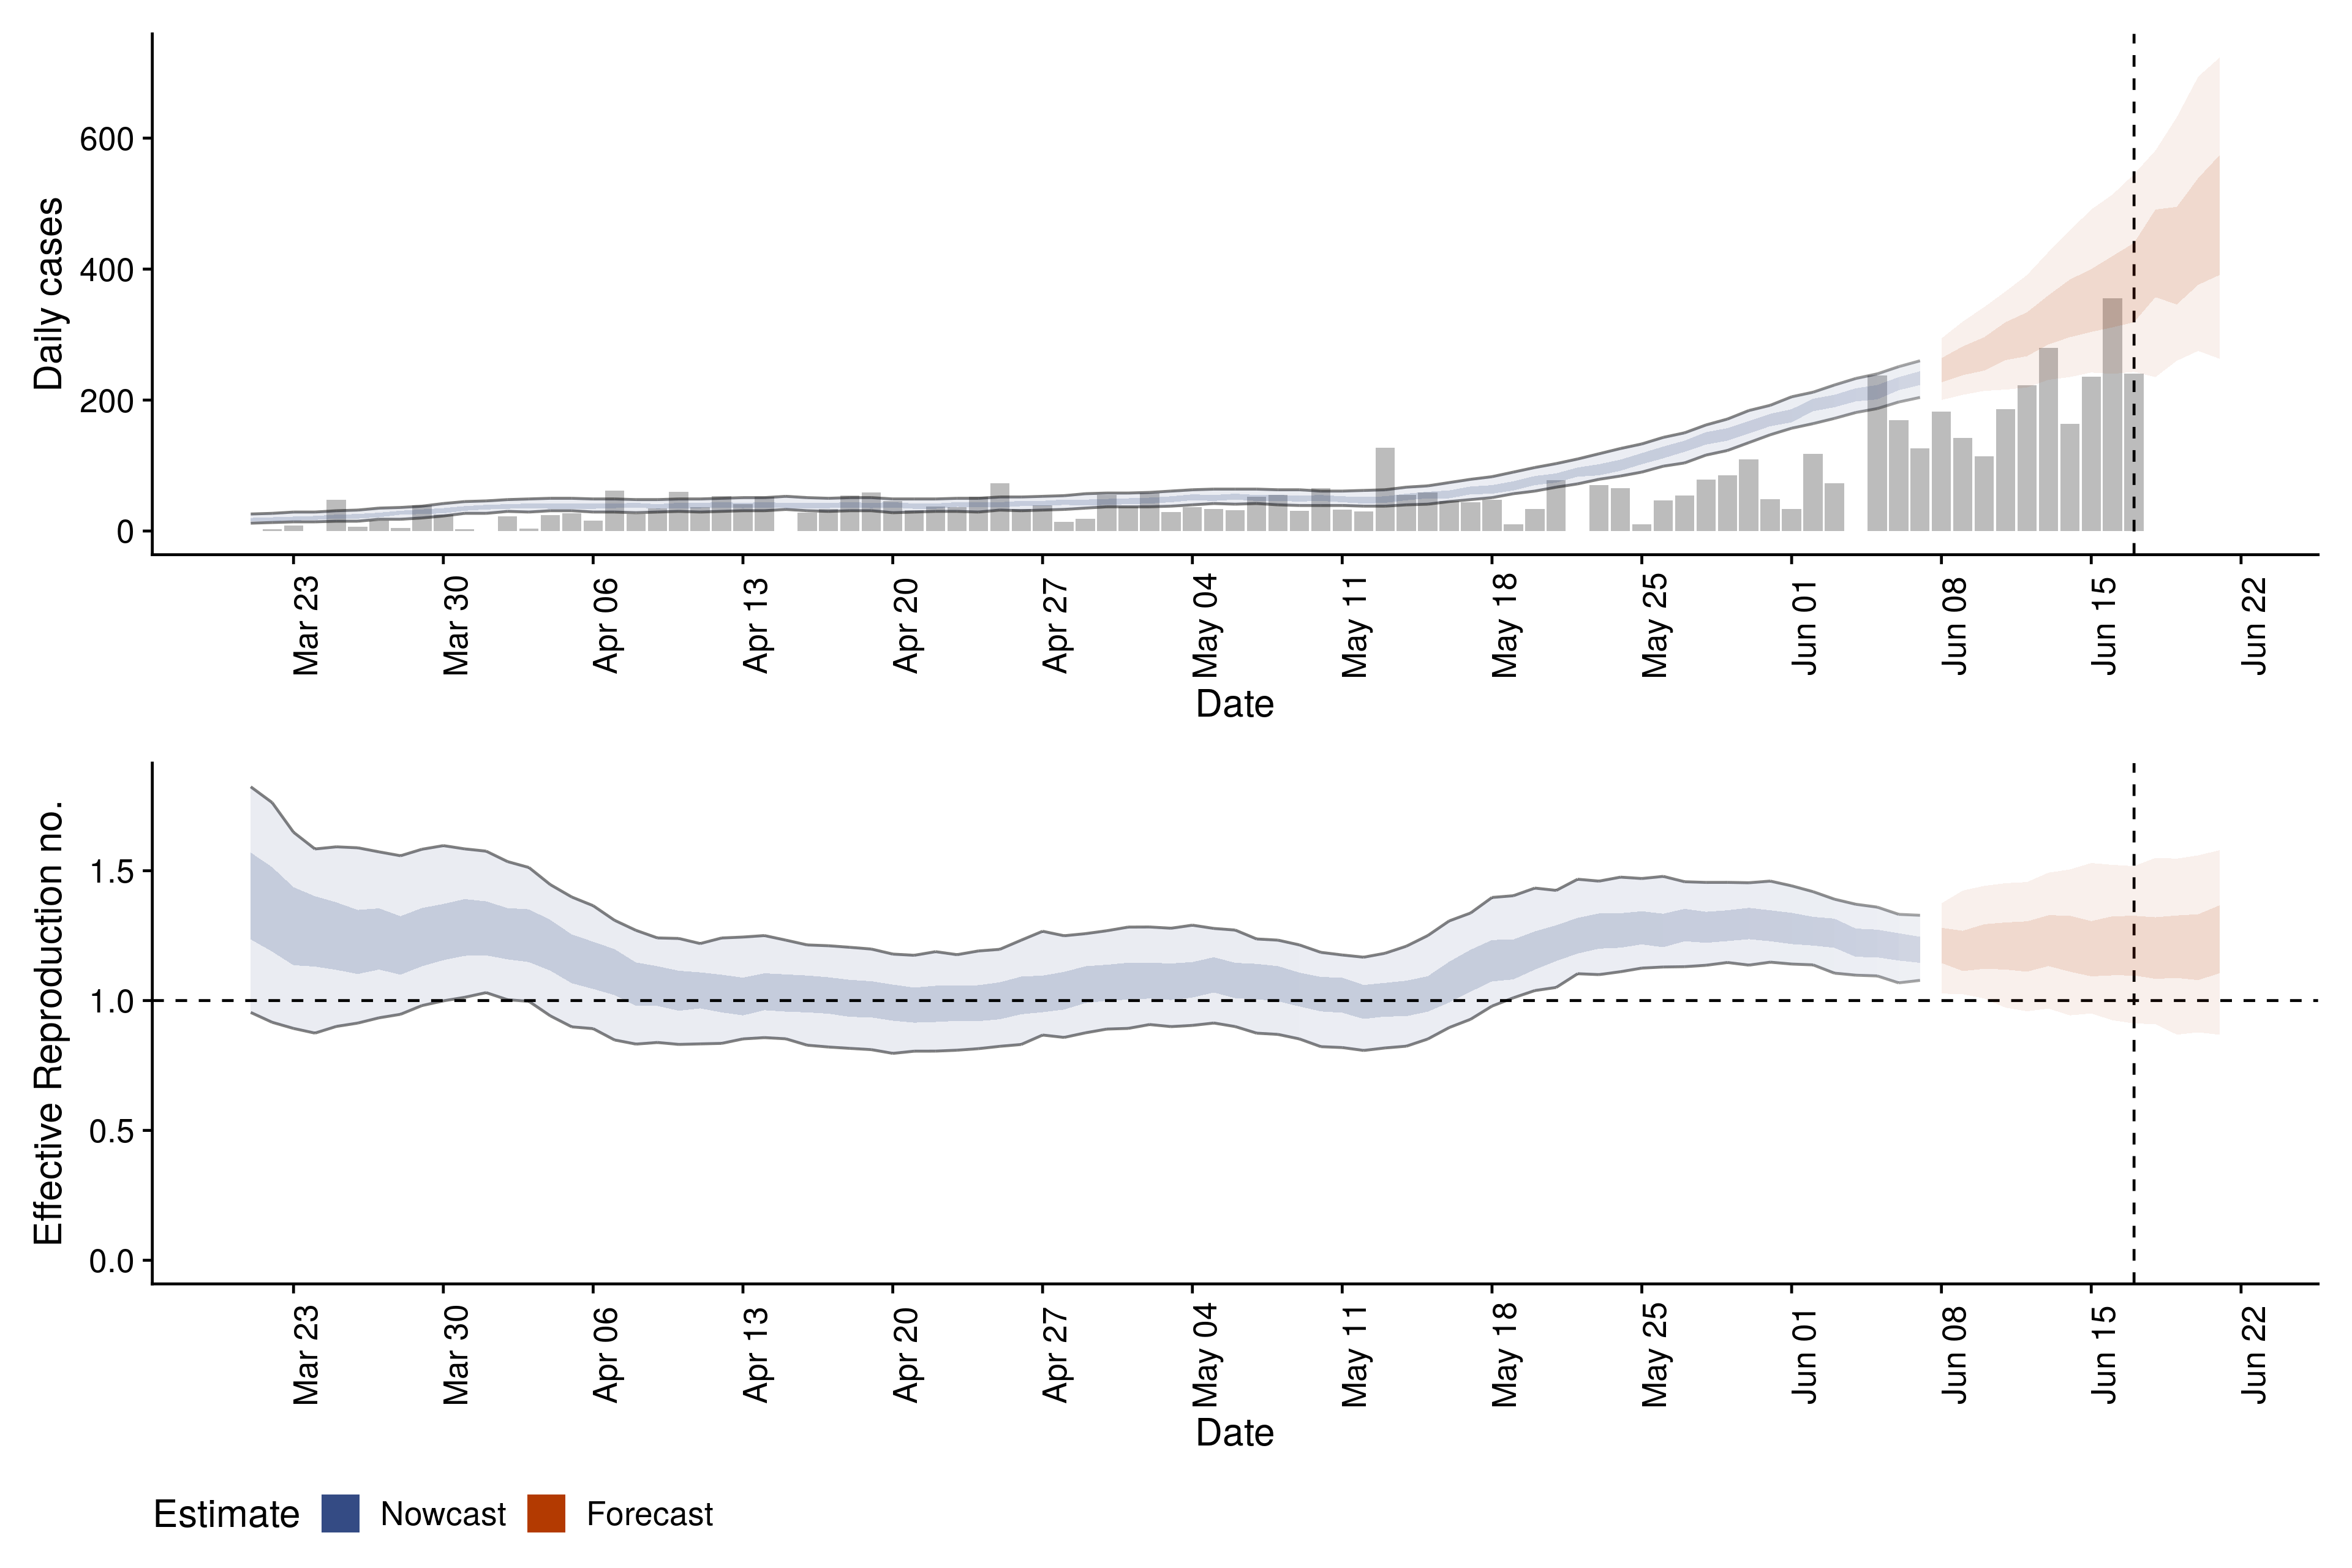 Daily cases
600
400
200
0
Mar 23
Mar 30
Apr 06
Apr 13
Apr 20
Apr 27
May 04
May 11
May 18
May 25
Jun 01
Jun 08
Jun 15
Jun 22
Date
Effective Reproduction no.
1.5
1.0
0.5
0.0
Mar 23
Mar 30
Apr 06
Apr 13
Apr 20
Apr 27
May 04
May 11
May 18
May 25
Jun 01
Jun 08
Jun 15
Jun 22
Date
Estimate Nowcast Forecast